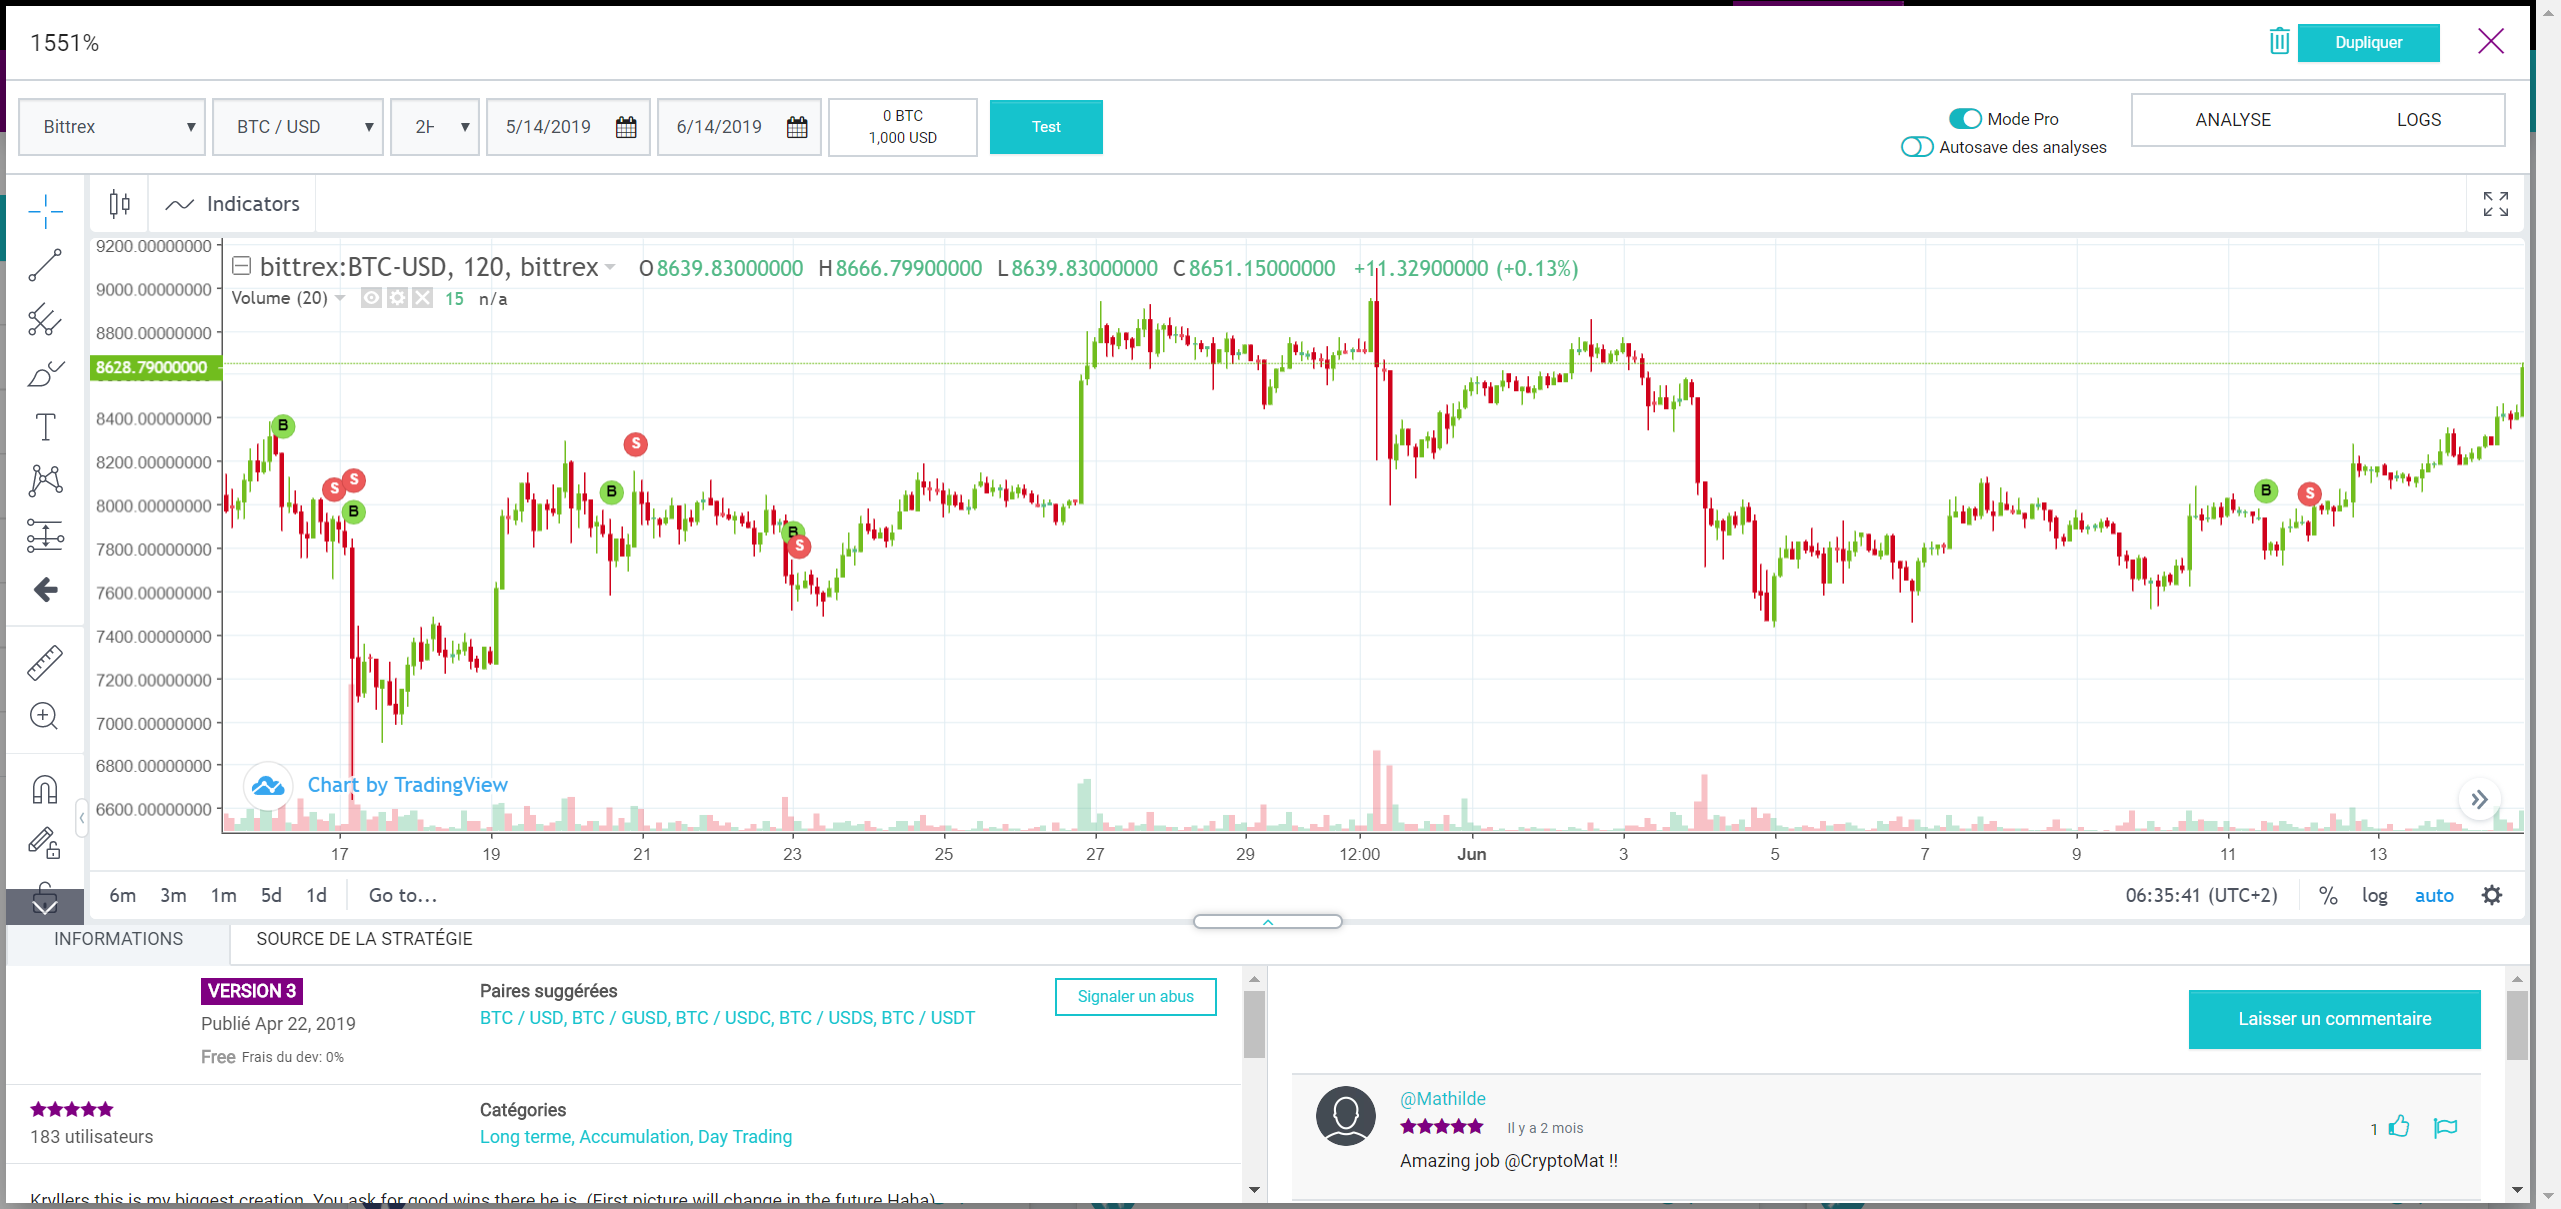 1551%
Dupliquer
Bittrex
BTC / USD
2H
5/14/2019
6/14/2019
0 BTC
1,000 USD
Test
Mode Pro
Autosave des analyses
ANALYSE
LOGS
Indicators
bittrex:BTC-USD, 120, bittrex O8639.83000000 H8666.79900000 L8639.83000000 C8651.15000000 +11.32900000 (+0.13%)
Volume (20) 15 n/a
9200.00000000
9000.00000000
8800.00000000
8628.79000000
8400.00000000
8200.00000000
8000.00000000
7800.00000000
7600.00000000
7400.00000000
7200.00000000
7000.00000000
6800.00000000
6600.00000000
B
S
S
B
B
S
B
S
B
S
Chart by TradingView
17 19 21 23 25 27 29 12:00 Jun 3 5 7 9 11 13
6m 3m 1m 5d 1d Go to...
06:35:41 (UTC+2) % log auto
INFORMATIONS
SOURCE DE LA STRATÉGIE
VERSION 3
Publié Apr 22, 2019
Free Frais du dev: 0%
Paires suggérées
BTC / USD, BTC / GUSD, BTC / USDC, BTC / USDS, BTC / USDT
Signaler un abus
183 utilisateurs
Catégories
Long terme, Accumulation, Day Trading
Kryllers this is my biggest creation. You ask for good wins there he is. (First picture will change in the future Haha)
Laisser un commentaire
@Mathilde
Il y a 2 mois
1
Amazing job @CryptoMat !!